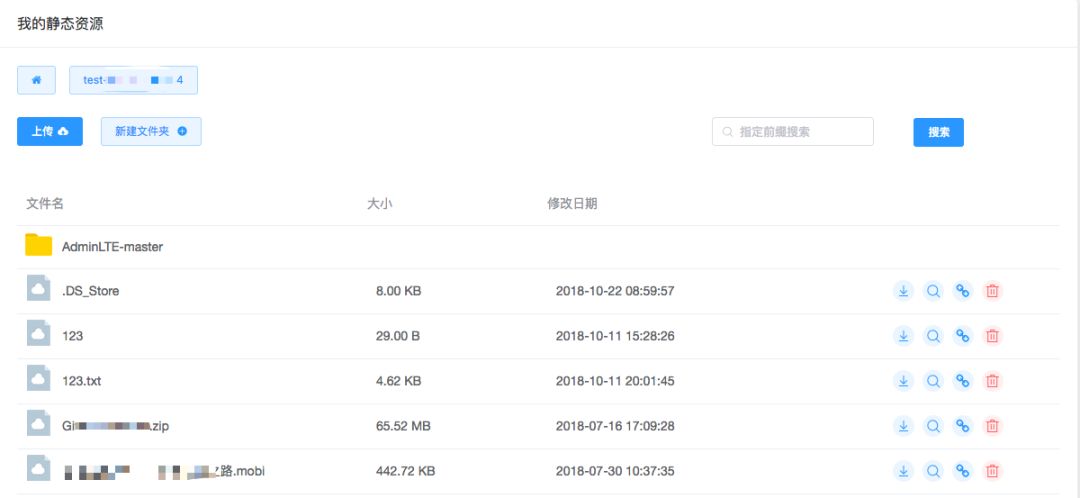 我的静态资源
test- 4
上传 新建文件夹 指定前缀搜索 搜索
文件名 大小 修改日期
AdminLTE-master
.DS_Store 8.00 KB 2018-10-22 08:59:57
123 29.00 B 2018-10-11 15:28:26
123.txt 4.62 KB 2018-10-11 20:01:45
Gi .zip 65.52 MB 2018-07-16 17:09:28
路.mobi 442.72 KB 2018-07-30 10:37:35